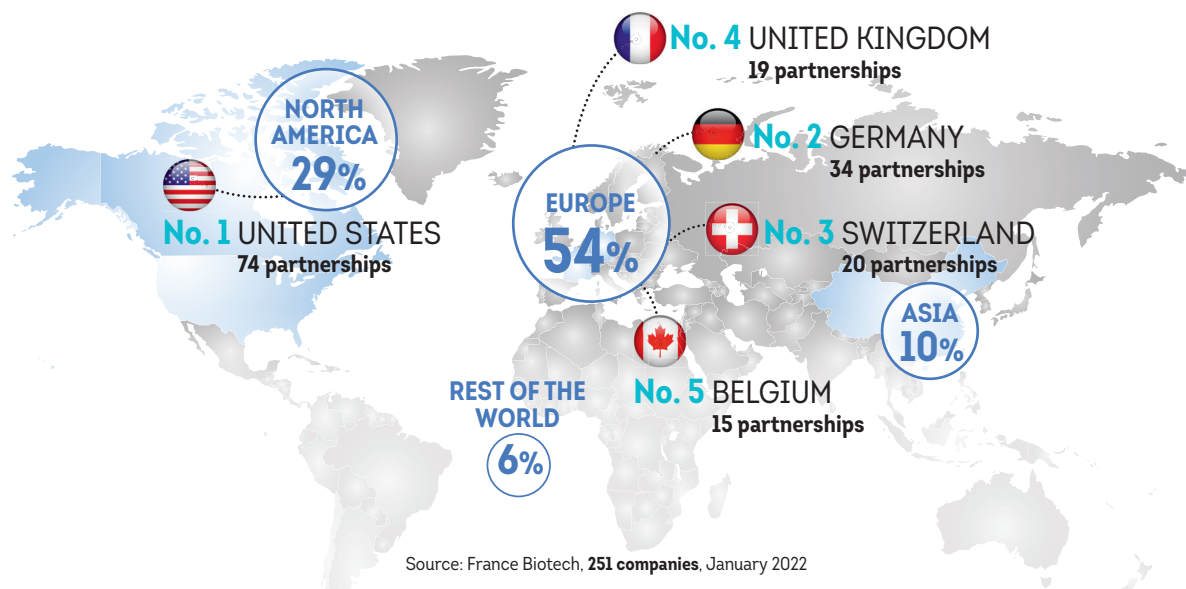 No. 4 UNITED KINGDOM
19 partnerships
NORTH
AMERICA
29%
No. 2 GERMANY
34 partnerships
EUROPE
54%
No. 1 UNITED STATES
74 partnerships
No. 3 SWITZERLAND
20 partnerships
ASIA
10%
REST OF THE
WORLD
6%
No. 5 BELGIUM
15 partnerships
Source: France Biotech, 251 companies, January 2022